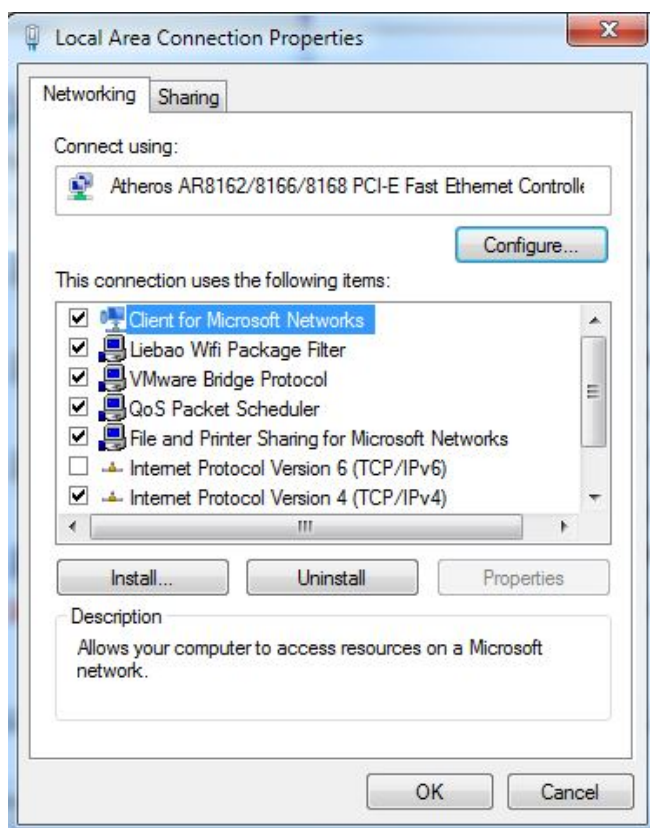 Local Area Connection Properties
Networking
Sharing
Connect using:
Atheros AR8162/8166/8168 PCI-E Fast Ethernet Controlle
Configure...
This connection uses the following items:
Client for Microsoft Networks
Liebao Wifi Package Filter
VMware Bridge Protocol
QoS Packet Scheduler
File and Printer Sharing for Microsoft Networks
Internet Protocol Version 6 (TCP/IPv6)
Internet Protocol Version 4 (TCP/IPv4)
Install...
Uninstall
Properties
Description
Allows your computer to access resources on a Microsoft
network.
OK
Cancel